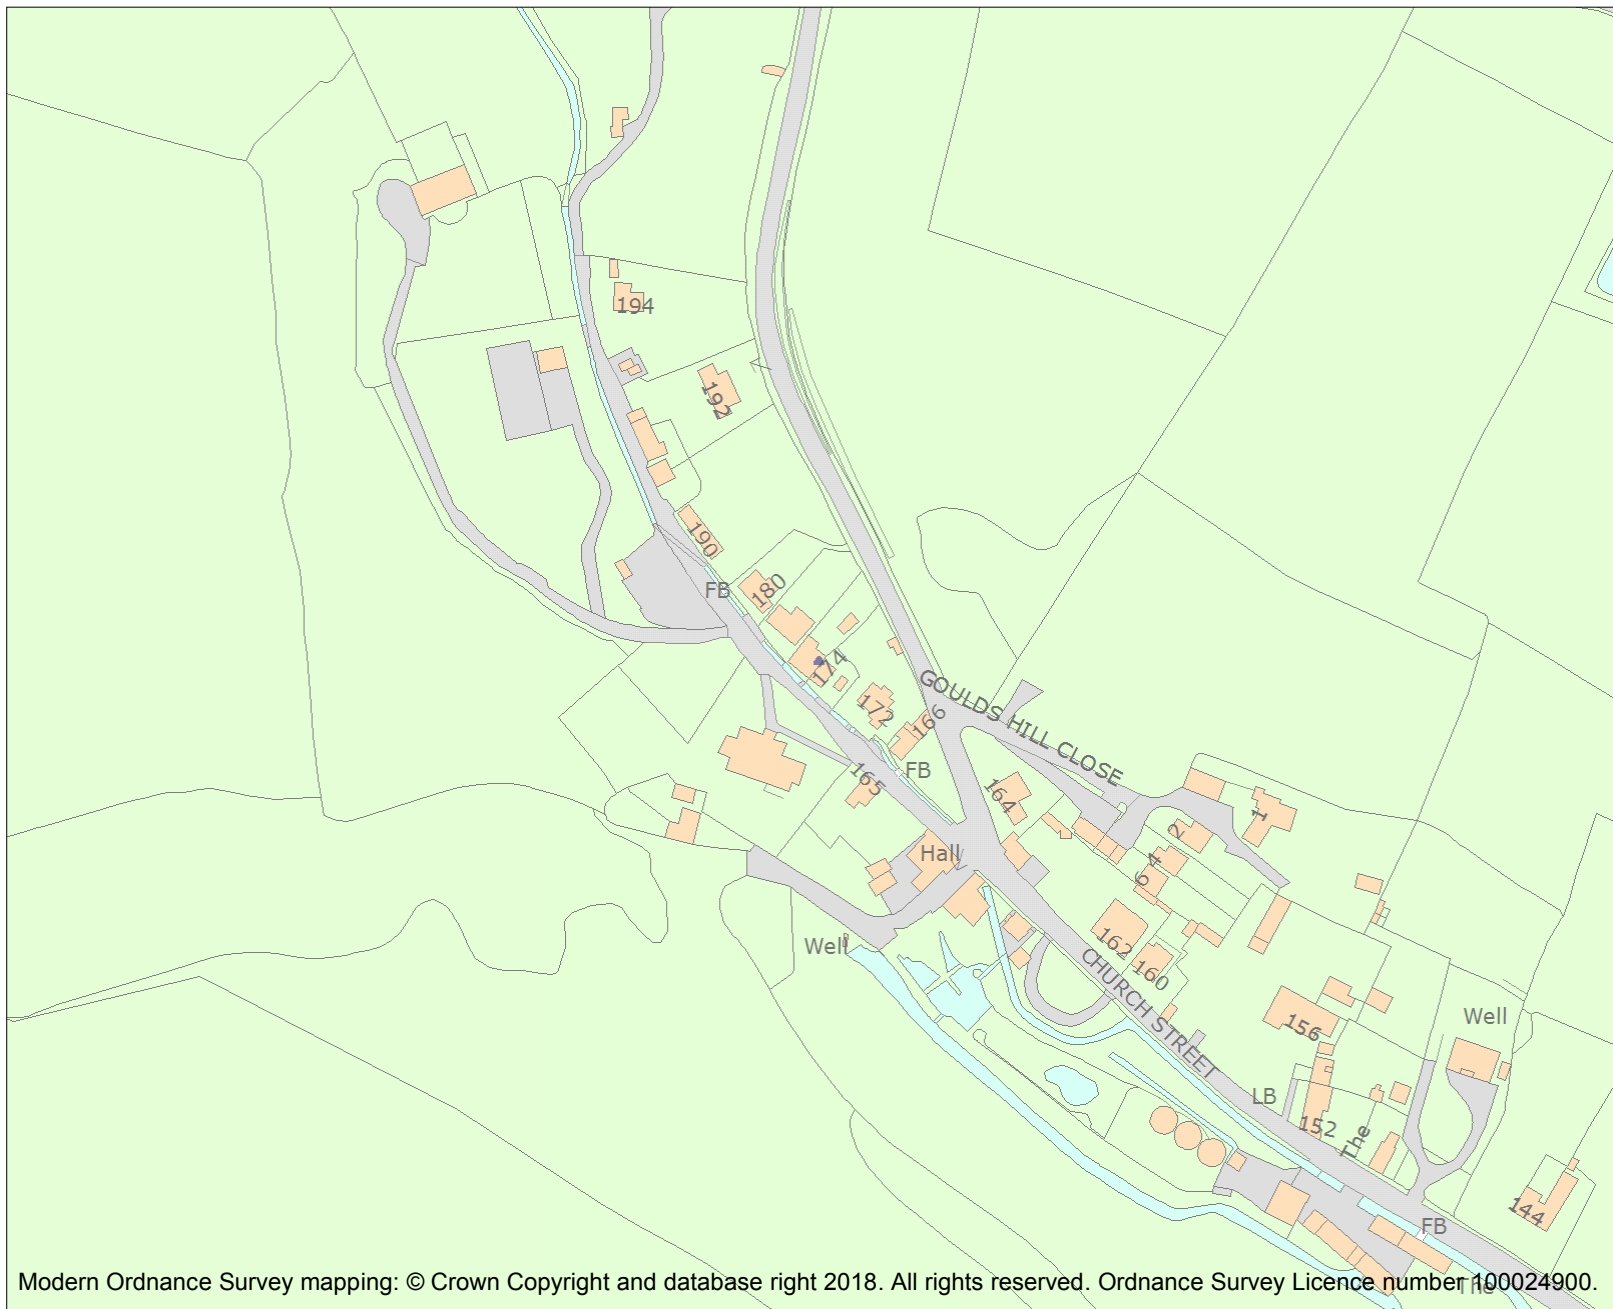 194
192
190
FB
180
174
172
166
GOULDS HILL CLOSE
FB
165
164
Hall
1
2
4
6
162
160
Well
CHURCH STREET
156
Well
LB
152
The
144
FB
The
Modern Ordnance Survey mapping: © Crown Copyright and database right 2018. All rights reserved. Ordnance Survey Licence number 100024900.